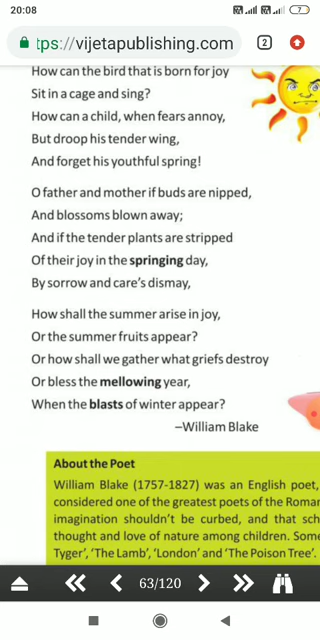 20:08
7
tps://vijetapublishing.com
2
How can the bird that is born for joy
Sit in a cage and sing?
How can a child, when fears annoy,
But droop his tender wing,
And forget his youthful spring!
O father and mother if buds are nipped,
And blossoms blown away;
And if the tender plants are stripped
Of their joy in the springing day,
By sorrow and care's dismay,
How shall the summer arise in joy,
Or the summer fruits appear?
Or how shall we gather what griefs destroy
Or bless the mellowing year,
When the blasts of winter appear?
–William Blake
About the Poet
William Blake (1757-1827) was an English poet,
considered one of the greatest poets of the Romar
imagination shouldn't be curbed, and that sch
thought and love of nature among children. Some
Tyger', 'The Lamb', 'London' and 'The Poison Tree'.
63/120